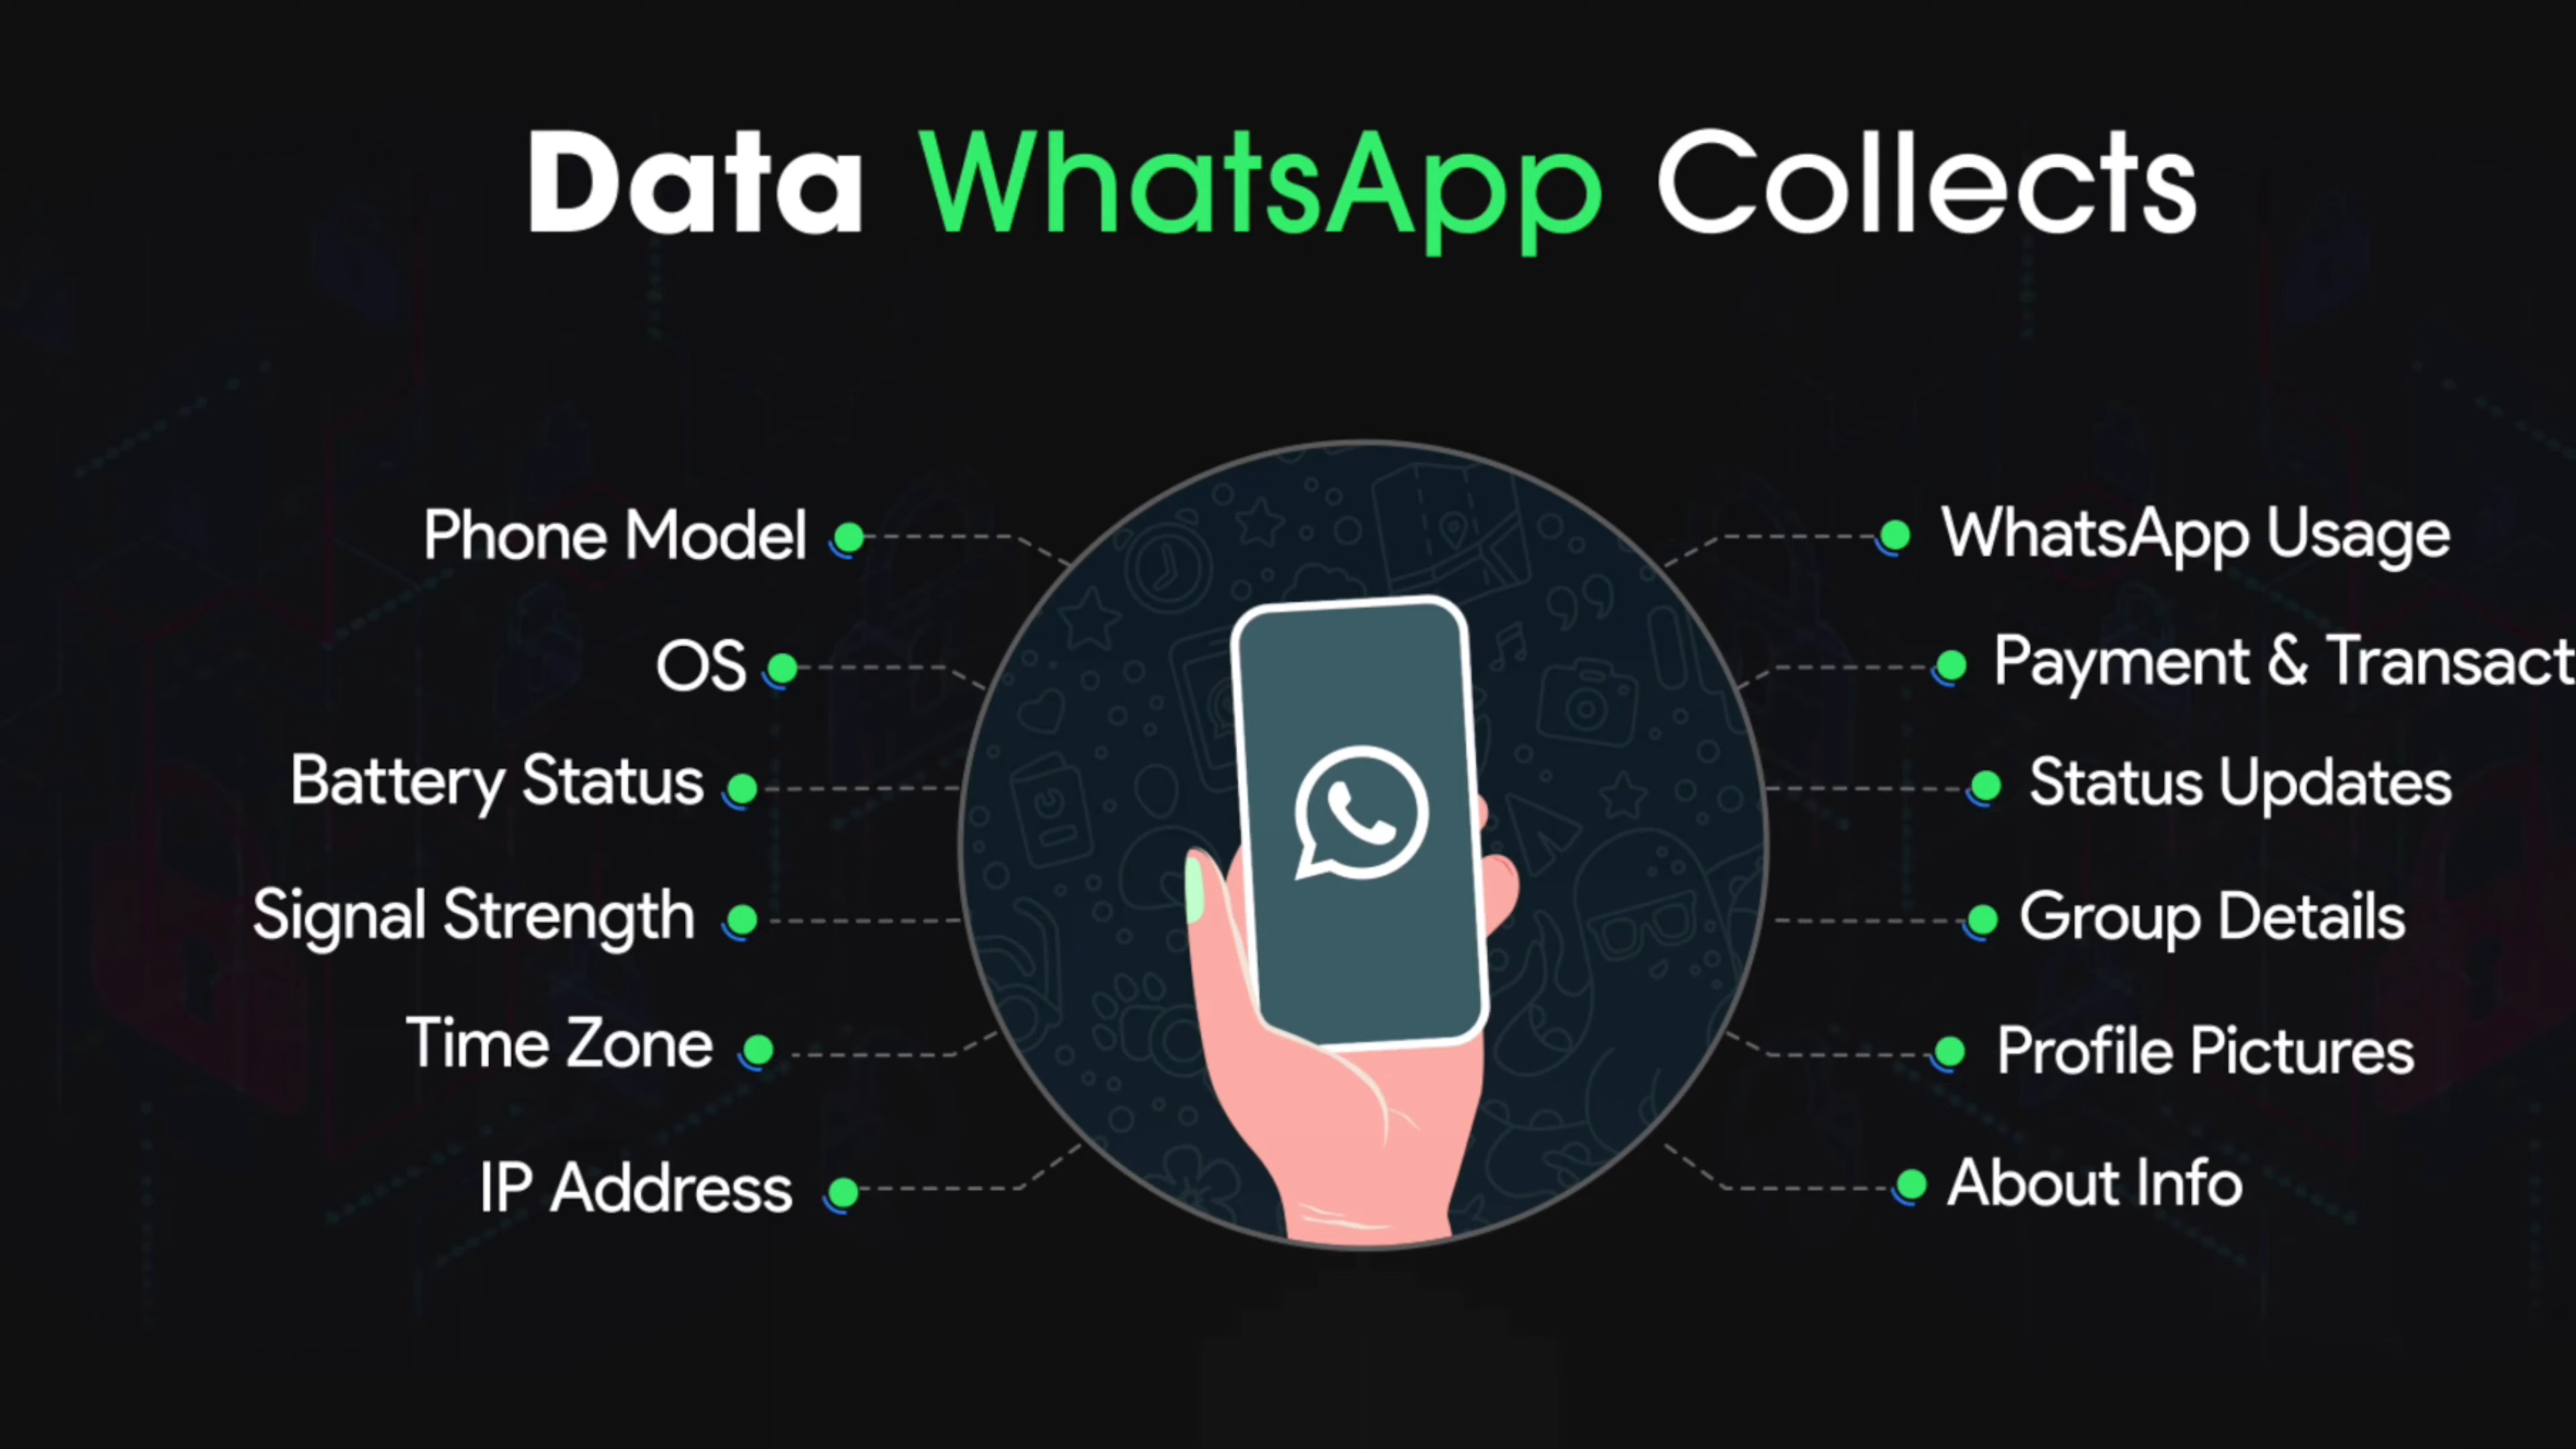 Data WhatsApp Collects
Phone Model
OS
Battery Status
Signal Strength
Time Zone
IP Address
WhatsApp Usage
Payment & Transact
Status Updates
Group Details
Profile Pictures
About Info